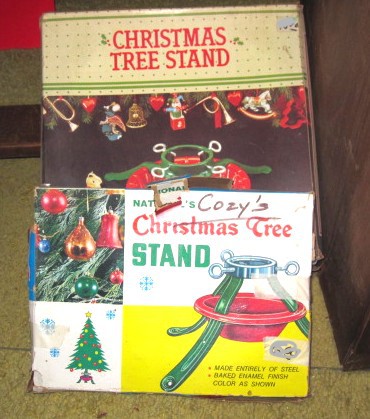 CHRISTMAS
TREE STAND
NATIONAL'S Cozy's
Christmas Tree
STAND
• MADE ENTIRELY OF STEEL
• BAKED ENAMEL FINISH
COLOR AS SHOWN